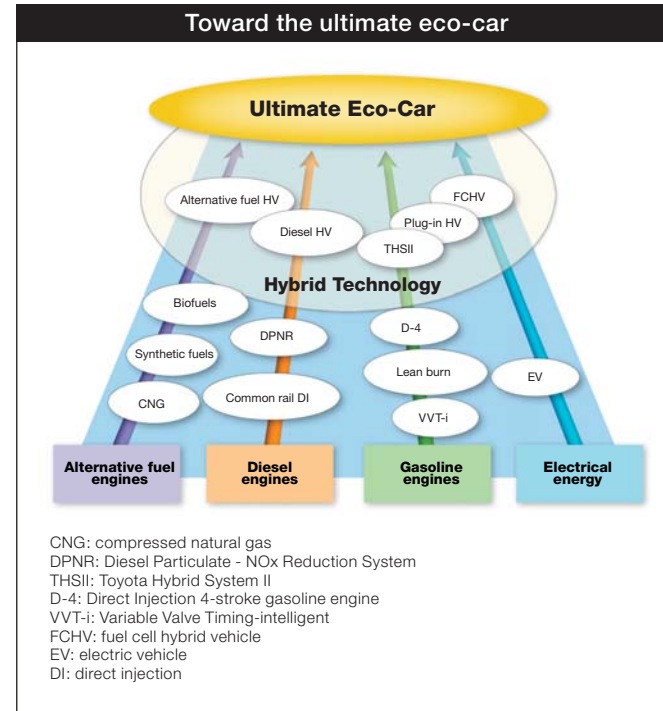 Toward the ultimate eco-car
Ultimate Eco-Car
Alternative fuel HV
Diesel HV
FCHV
Plug-in HV
THSII
Hybrid Technology
Biofuels
Synthetic fuels
CNG
DPNR
Common rail DI
D-4
Lean burn
VVT-i
EV
Alternative fuel
engines
Diesel
engines
Gasoline
engines
Electrical
energy
CNG: compressed natural gas
DPNR: Diesel Particulate - NOx Reduction System
THSII: Toyota Hybrid System II
D-4: Direct Injection 4-stroke gasoline engine
VVT-i: Variable Valve Timing-intelligent
FCHV: fuel cell hybrid vehicle
EV: electric vehicle
DI: direct injection